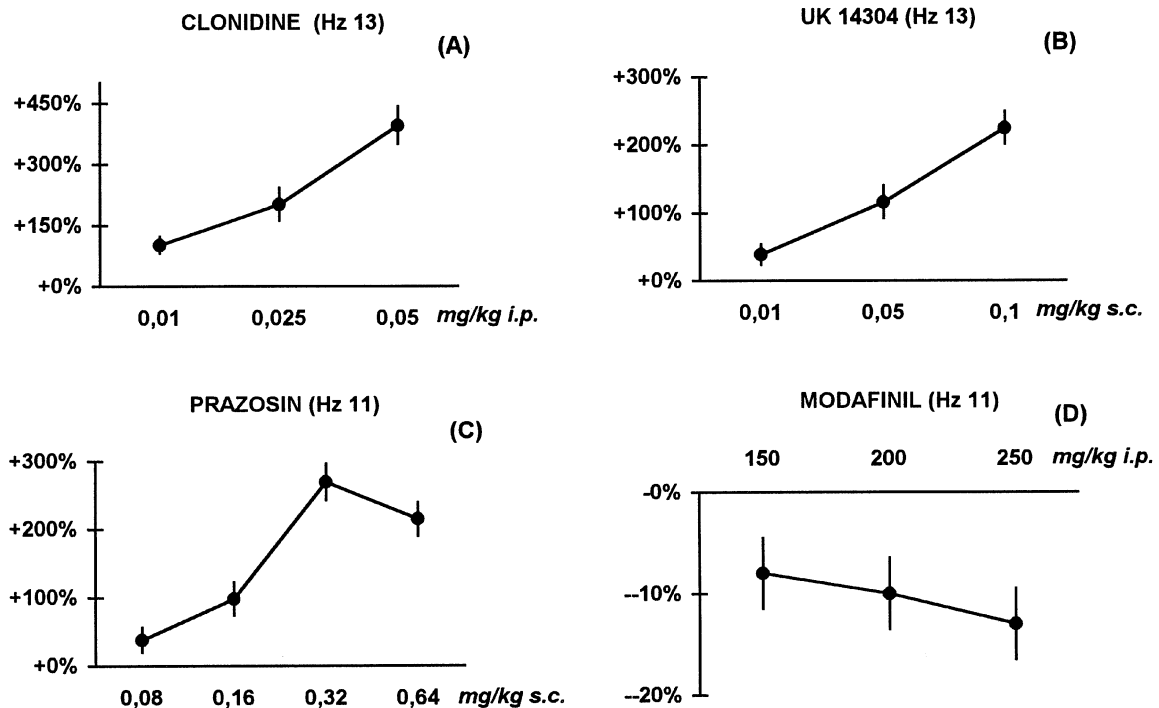 CLONIDINE (Hz 13)
(A)
+450%
+300%
+150%
+0%
0,01 0,025 0,05 mg/kg i.p.
UK 14304 (Hz 13)
(B)
+300%
+200%
+100%
+0%
0,01 0,05 0,1 mg/kg s.c.
PRAZOSIN (Hz 11)
(C)
+300%
+200%
+100%
+0%
0,08 0,16 0,32 0,64 mg/kg s.c.
MODAFINIL (Hz 11)
(D)
150 200 250 mg/kg i.p.
-0%
--10%
--20%